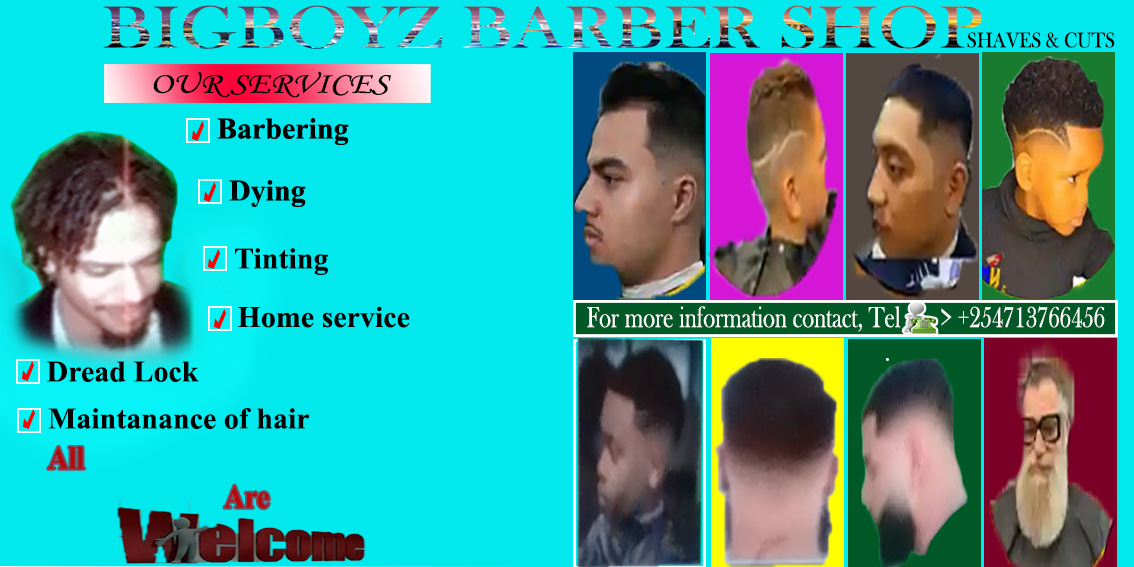 BIGBOYZ BARBER SHOP SHAVES & CUTS
OUR SERVICES
Barbering
Dying
Tinting
Home service
Dread Lock
Maintanance of hair
All
Are
Welcome
For more information contact, Tel > +254713766456